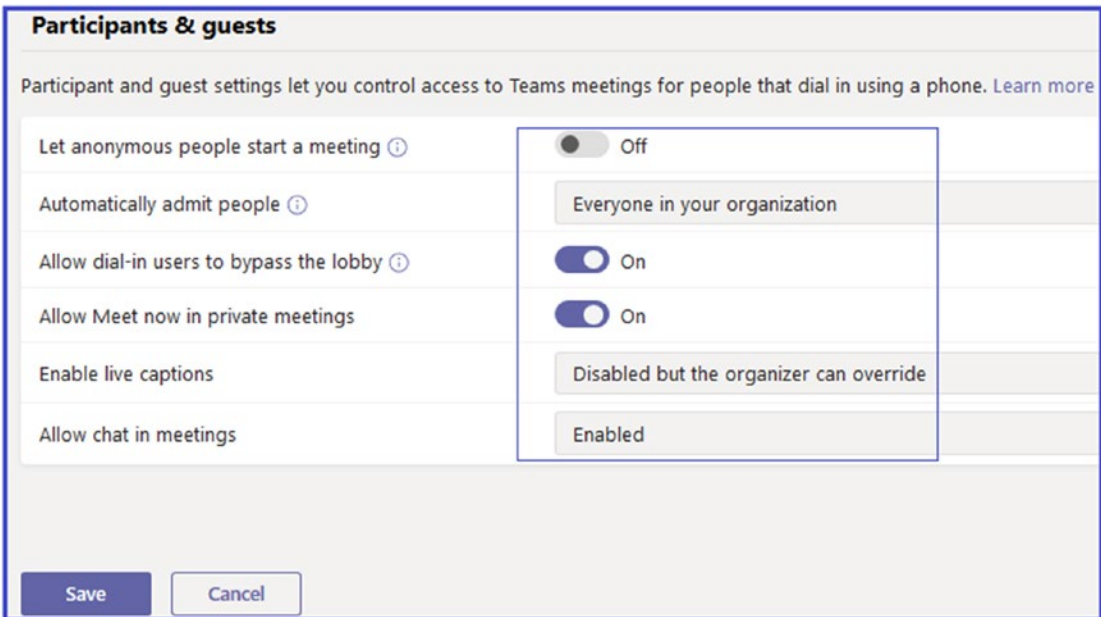 Participants & guests
Participant and guest settings let you control access to Teams meetings for people that dial in using a phone. Learn more
Let anonymous people start a meeting Off
Automatically admit people Everyone in your organization
Allow dial-in users to bypass the lobby On
Allow Meet now in private meetings On
Enable live captions Disabled but the organizer can override
Allow chat in meetings Enabled
Save Cancel